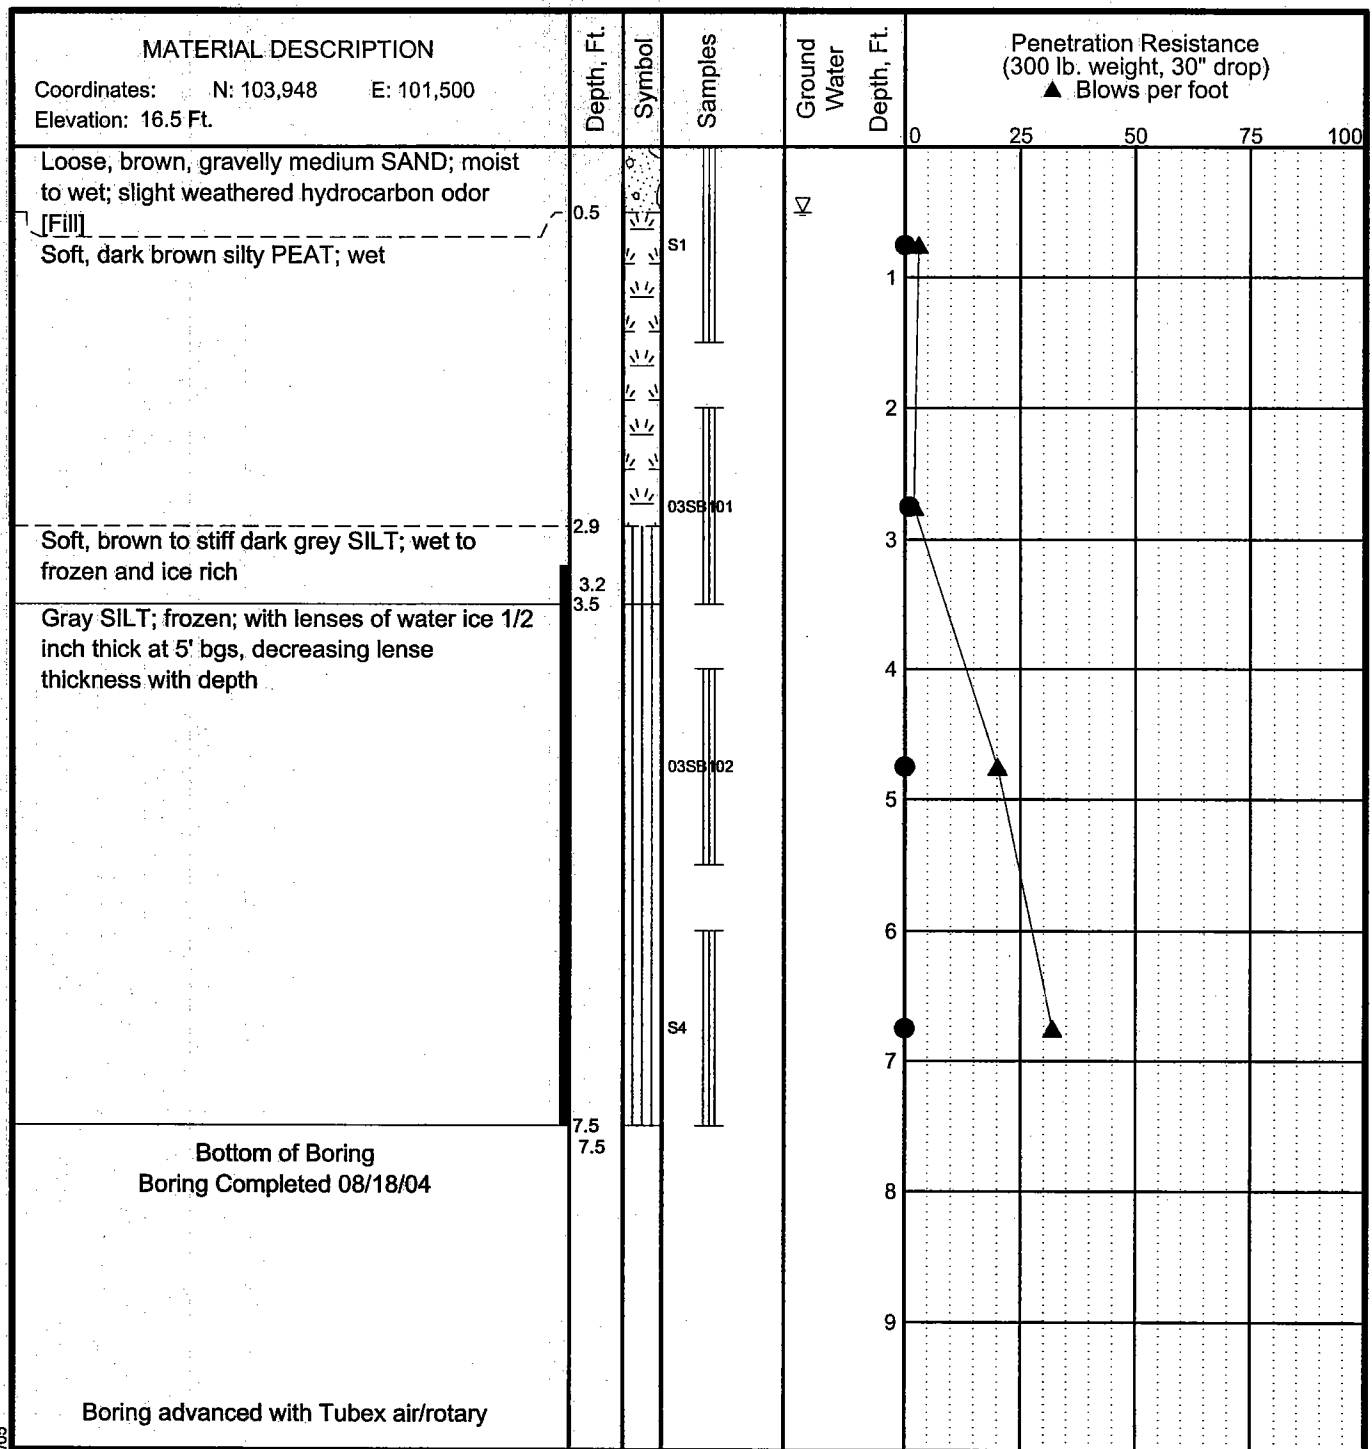 MATERIAL DESCRIPTION
Coordinates: N: 103,948 E: 101,500
Elevation: 16.5 Ft.
Depth, Ft.
Symbol
Samples
Ground
Water
Depth, Ft.
Penetration Resistance
(300 lb. weight, 30" drop)
▲ Blows per foot
0 25 50 75 100
Loose, brown, gravelly medium SAND; moist
to wet; slight weathered hydrocarbon odor
[Fill]
0.5
Soft, dark brown silty PEAT; wet
S1
1
2
03SB101
2.9
Soft, brown to stiff dark grey SILT; wet to
frozen and ice rich
3
3.2
3.5
Gray SILT; frozen; with lenses of water ice 1/2
inch thick at 5' bgs, decreasing lense
thickness with depth
4
03SB102
5
6
S4
7
7.5
7.5
Bottom of Boring
Boring Completed 08/18/04
8
9
Boring advanced with Tubex air/rotary